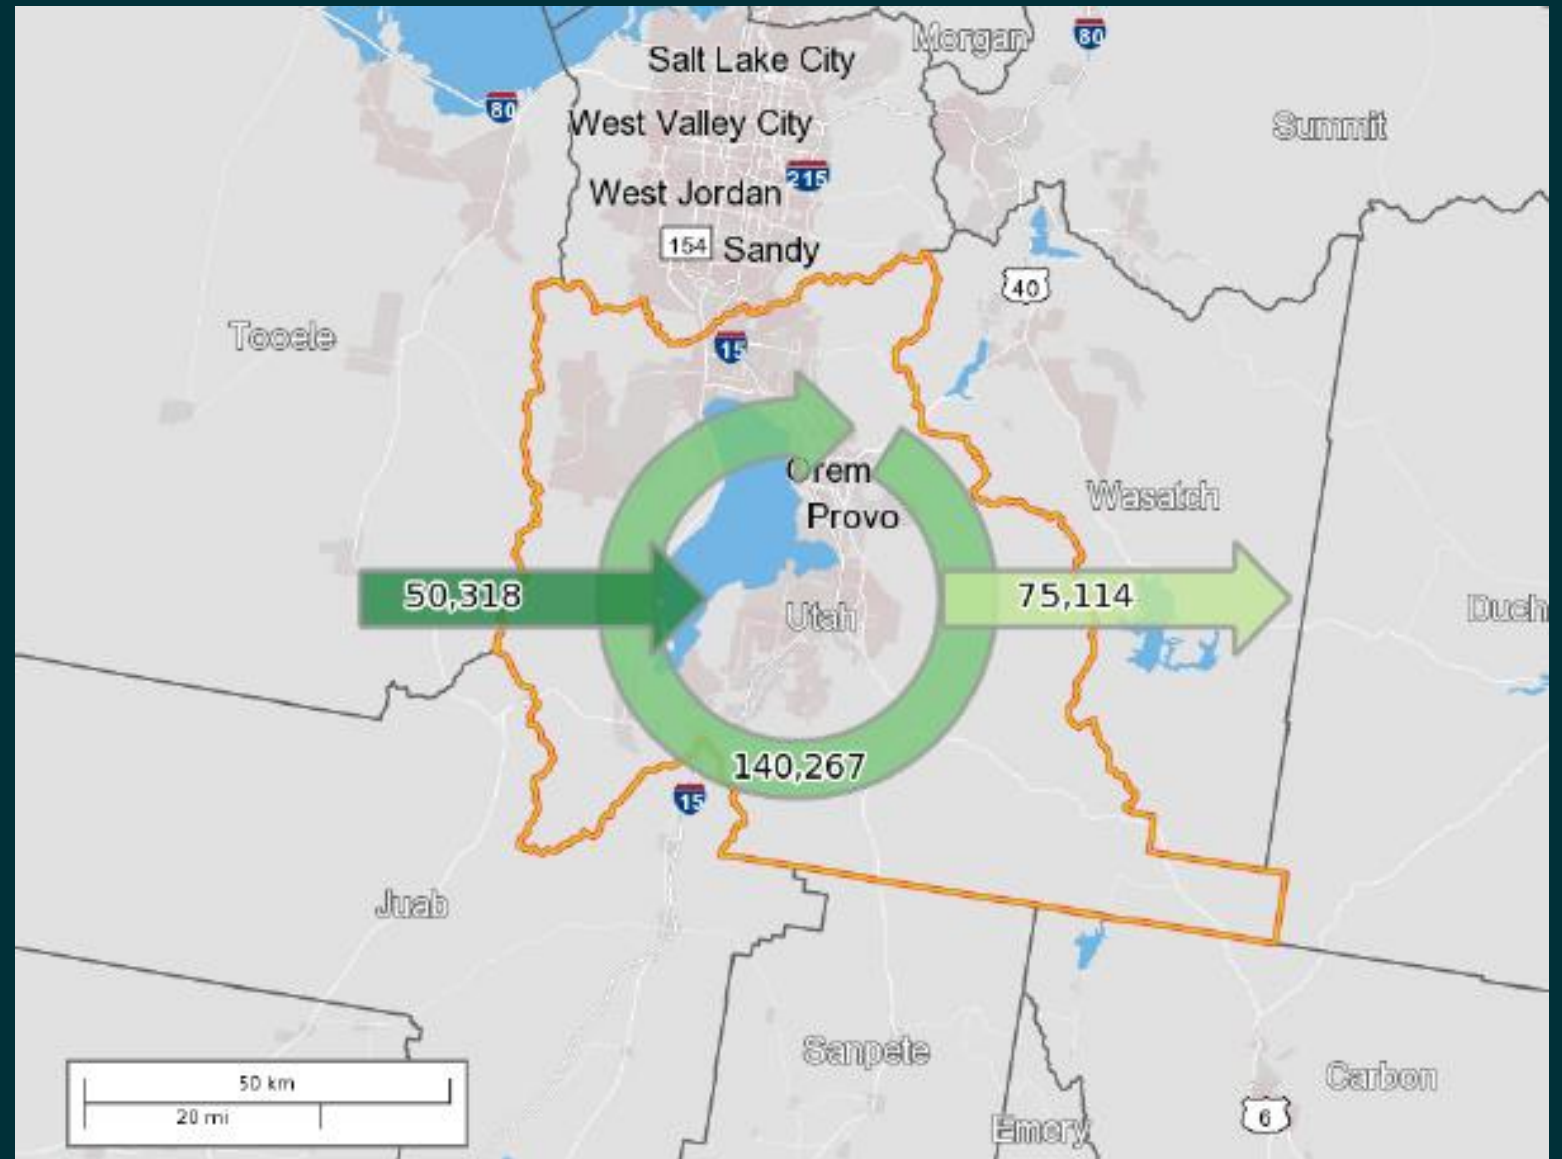 Salt Lake City
Morgan
80
80
Summit
West Valley City
215
West Jordan
154
Sandy
40
Tooele
15
Orem
Wasatch
Provo
50,318
75,114
Utah
Duch
140,267
15
Juab
Sanpete
50 km
Carbon
20 mi
6
Emery